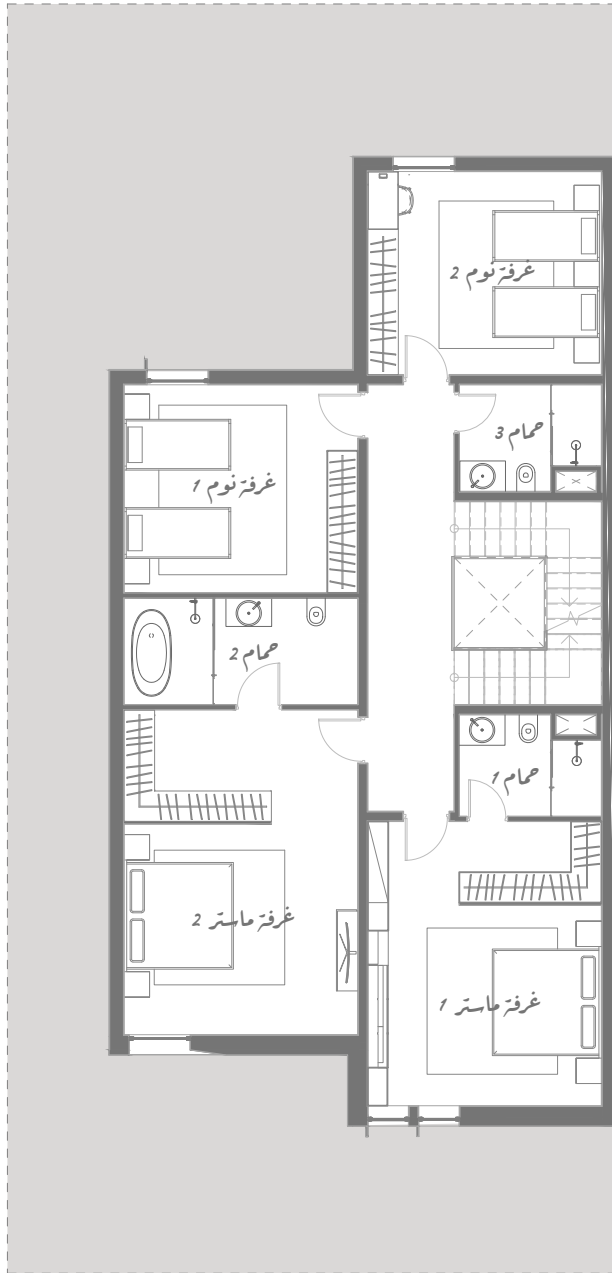 غرفة نوم 2
حمام 3
غرفة نوم 1
حمام 2
حمام 1
غرفة ماستر 2
غرفة ماستر 1